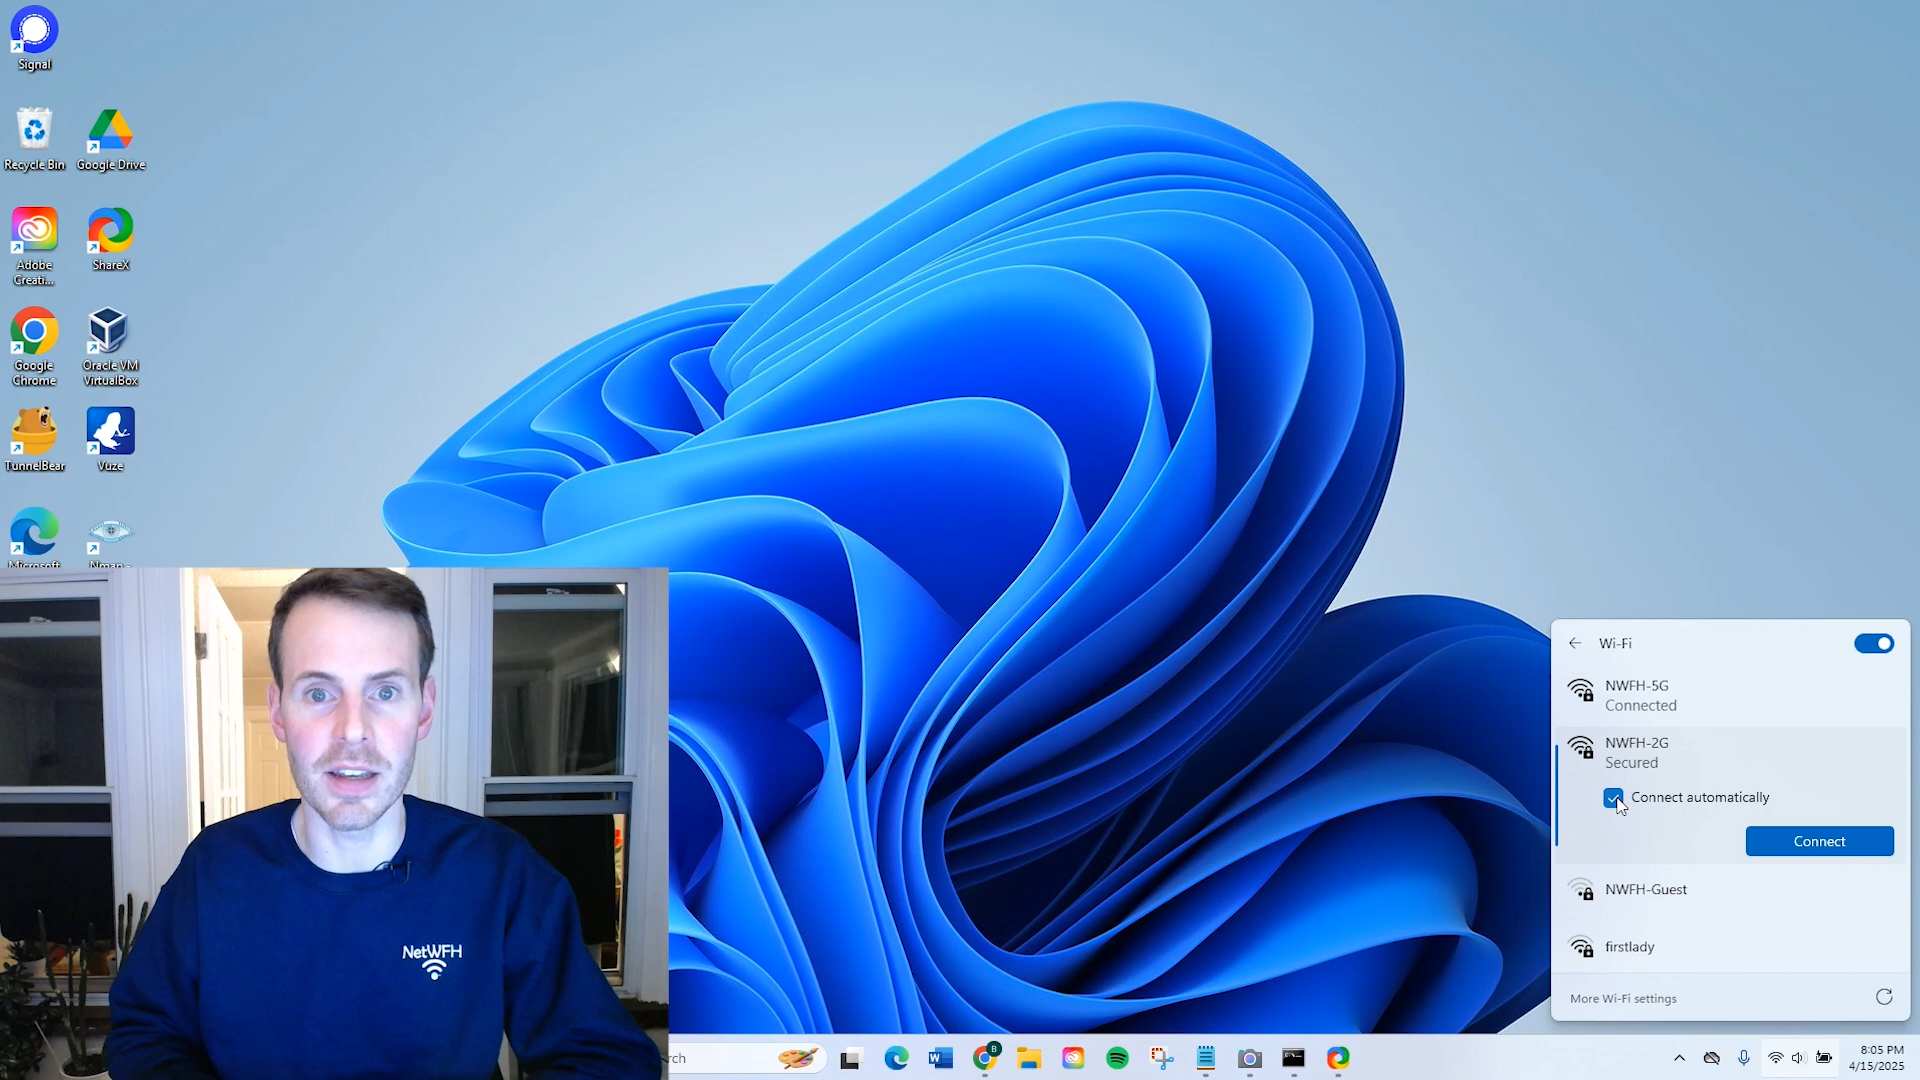 Signal
Recycle Bin
Google Drive
Adobe
Creati...
ShareX
Google
Chrome
Oracle VM
VirtualBox
TunnelBear
Vuze
Wi-Fi
NWFH-5G
Connected
NWFH-2G
Secured
Connect automatically
Connect
NWFH-Guest
firstlady
More Wi-Fi settings
NetWFH
rch
B
8:05 PM
4/15/2025